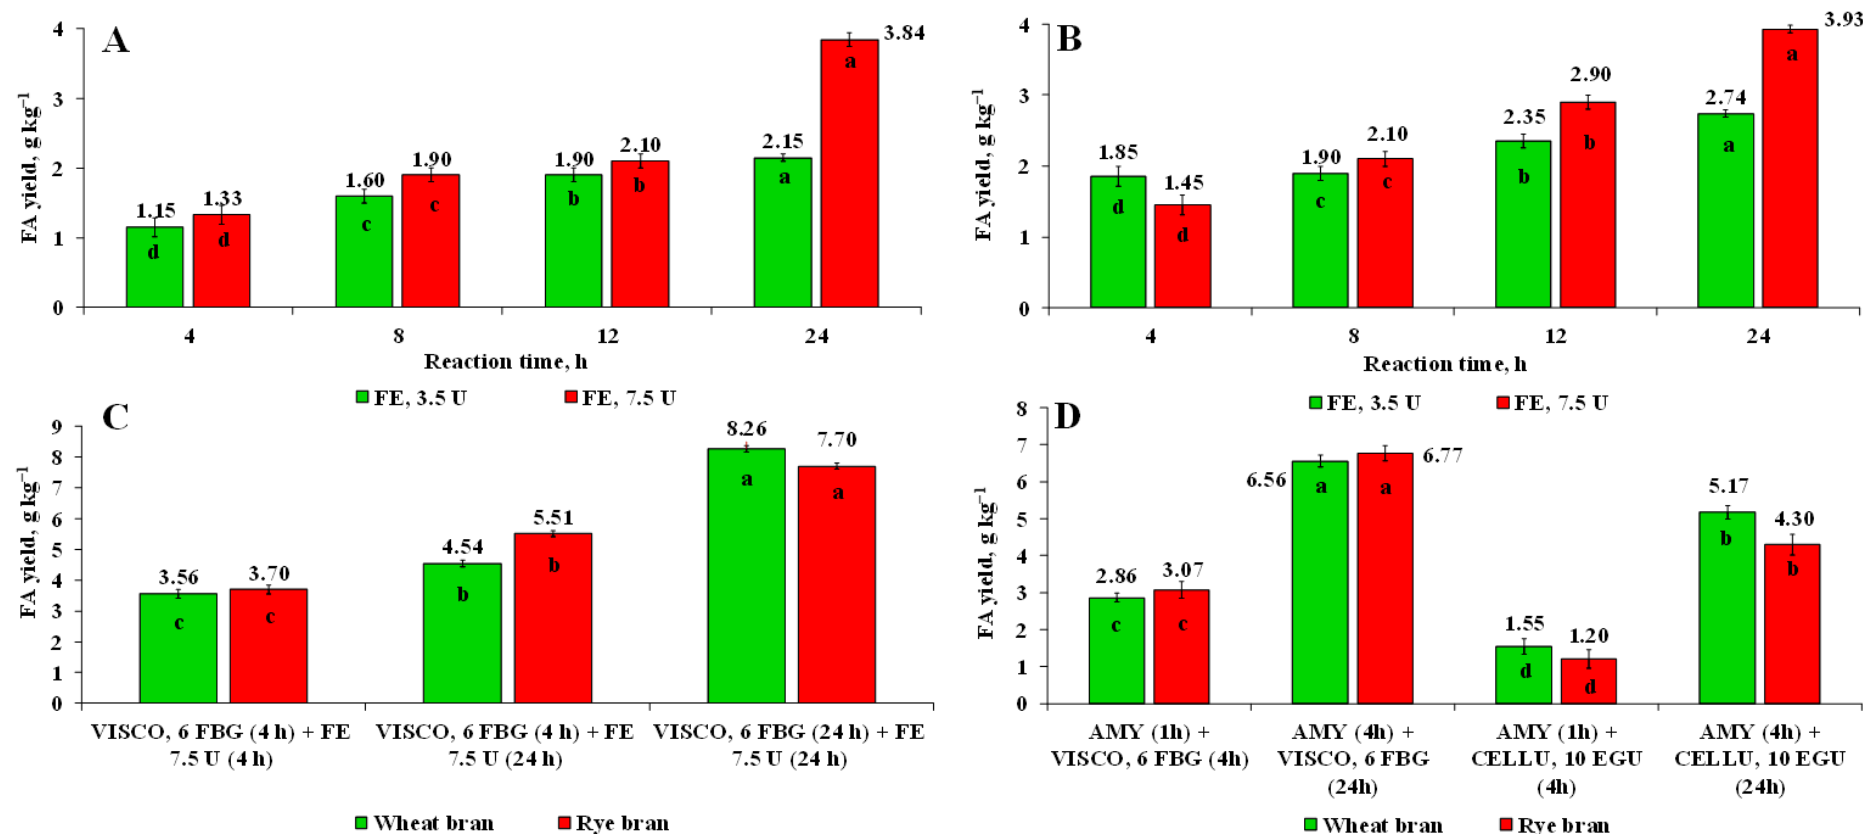 A
FA yield, g kg⁻¹
4
3
2
1
0
1.15
d
1.33
d
1.60
c
1.90
c
1.90
b
2.10
b
2.15
a
3.84
a
4
8
12
24
Reaction time, h
FE, 3.5 U
FE, 7.5 U
B
FA yield, g kg⁻¹
4
3
2
1
0
1.85
d
1.45
d
1.90
c
2.10
c
2.35
b
2.90
b
2.74
a
3.93
a
4
8
12
24
Reaction time, h
FE, 3.5 U
FE, 7.5 U
C
FA yield, g kg⁻¹
9
8
7
6
5
4
3
2
1
0
3.56
c
3.70
c
4.54
b
5.51
b
8.26
a
7.70
a
VISCO, 6 FBG (4 h) + FE
7.5 U (4 h)
VISCO, 6 FBG (4 h) + FE
7.5 U (24 h)
VISCO, 6 FBG (24 h) + FE
7.5 U (24 h)
Wheat bran
Rye bran
D
FA yield, g kg⁻¹
8
7
6
5
4
3
2
1
0
2.86
c
3.07
c
6.56
a
6.77
a
1.55
d
1.20
d
5.17
b
4.30
b
AMY (1h) +
VISCO, 6 FBG (4h)
AMY (4h) +
VISCO, 6 FBG
(24h)
AMY (1h) +
CELLU, 10 EGU
(4h)
AMY (4h) +
CELLU, 10 EGU
(24h)
Wheat bran
Rye bran